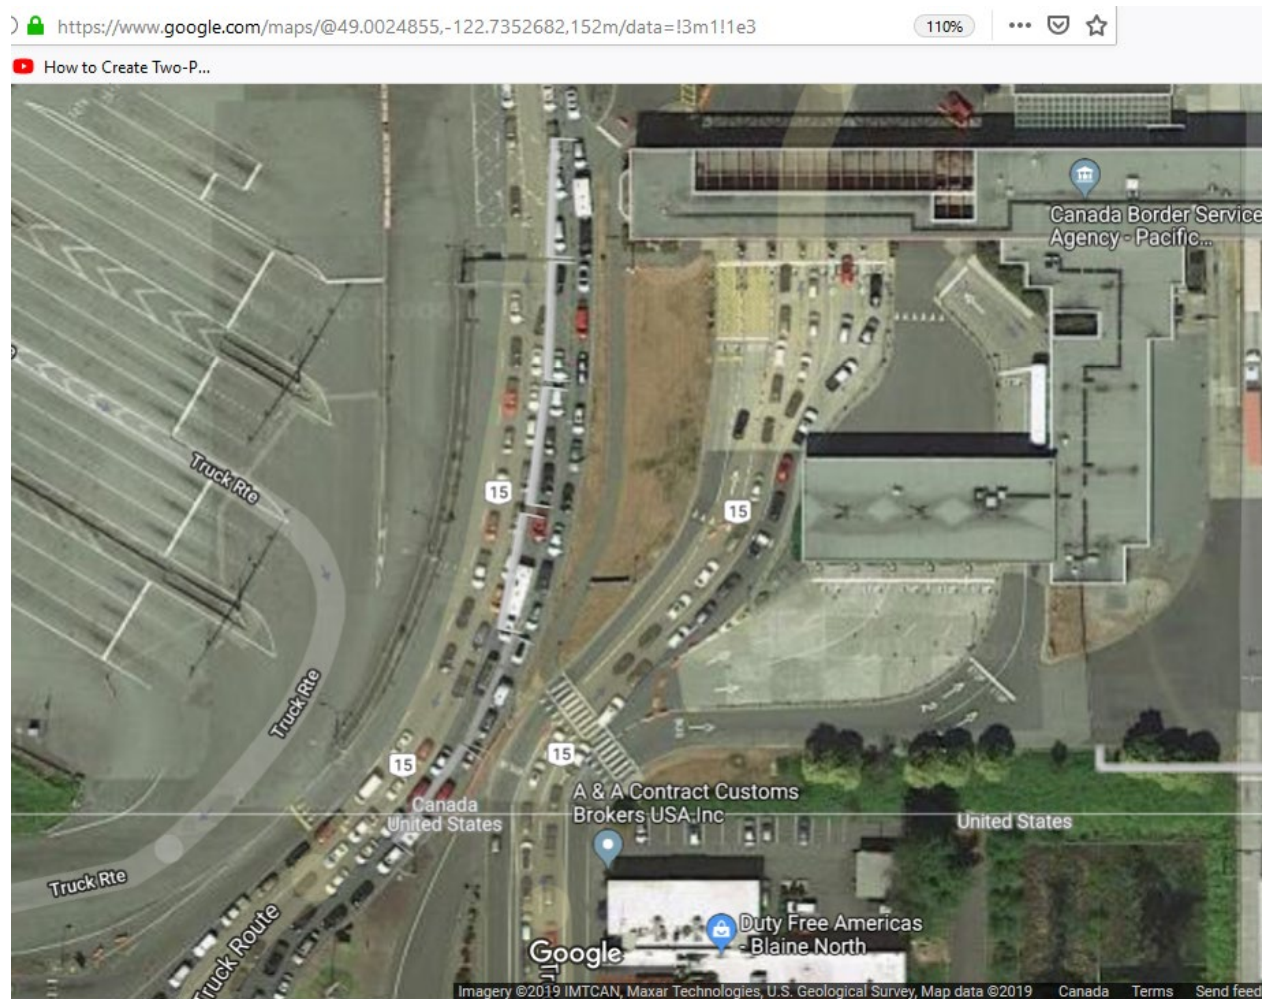 https://www.google.com/maps/@49.0024855,-122.7352682,152m/data=!3m1!1e3
110%
How to Create Two-P...
Canada Border Service
Agency - Pacific...
Truck Rte
15
15
Truck Rte
15
15
A & A Contract Customs
Brokers USA Inc
Canada
United States
United States
Truck Rte
Truck Route
Duty Free Americas
- Blaine North
Google
Tr
Imagery ©2019 IMTCAN, Maxar Technologies, U.S. Geological Survey, Map data ©2019 Canada Terms Send feed